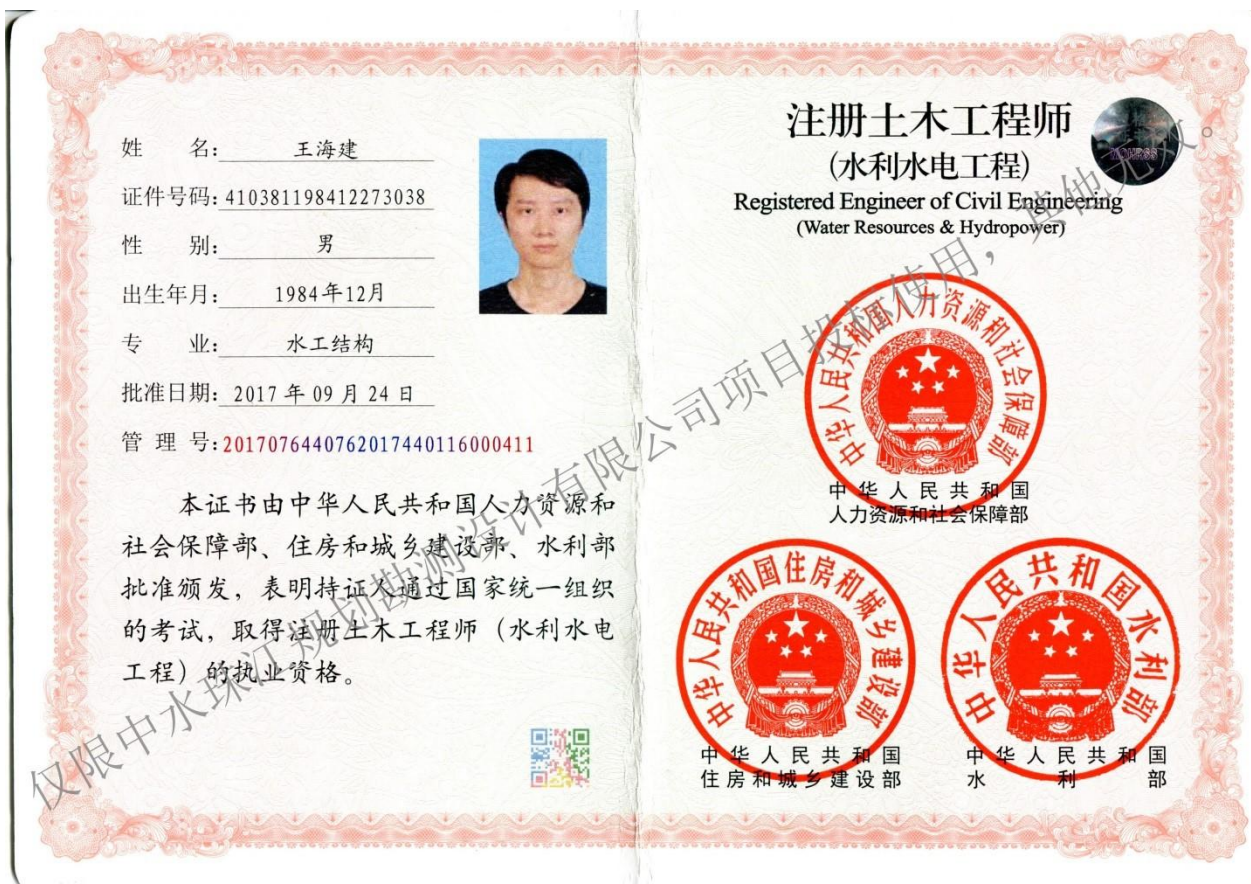 姓 名: 王海建
证件号码: 410381198412273038
性 别: 男
出生年月: 1984年12月
专 业: 水工结构
批准日期: 2017 年 09 月 24 日
管 理 号: 2017076440762017440116000411
本证书由中华人民共和国人力资源和
社会保障部、住房和城乡建设部、水利部
批准颁发，表明持证人通过国家统一组织
的考试，取得注册土木工程师（水利水电
工程）的执业资格。
注册土木工程师
(水利水电工程)
Registered Engineer of Civil Engineering
(Water Resources & Hydropower)
MOHRSS
中华人民共和国人力资源和社会保障部
中 华 人 民 共 和 国
人力资源和社会保障部
中华人民共和国住房和城乡建设部
中 华 人 民 共 和 国
住房和城乡建设部
中华人民共和国水利部
中 华 人 民 共 和 国
水 利 部
仅限中水珠江规划勘测设计有限公司项目投标使用，其他无效。